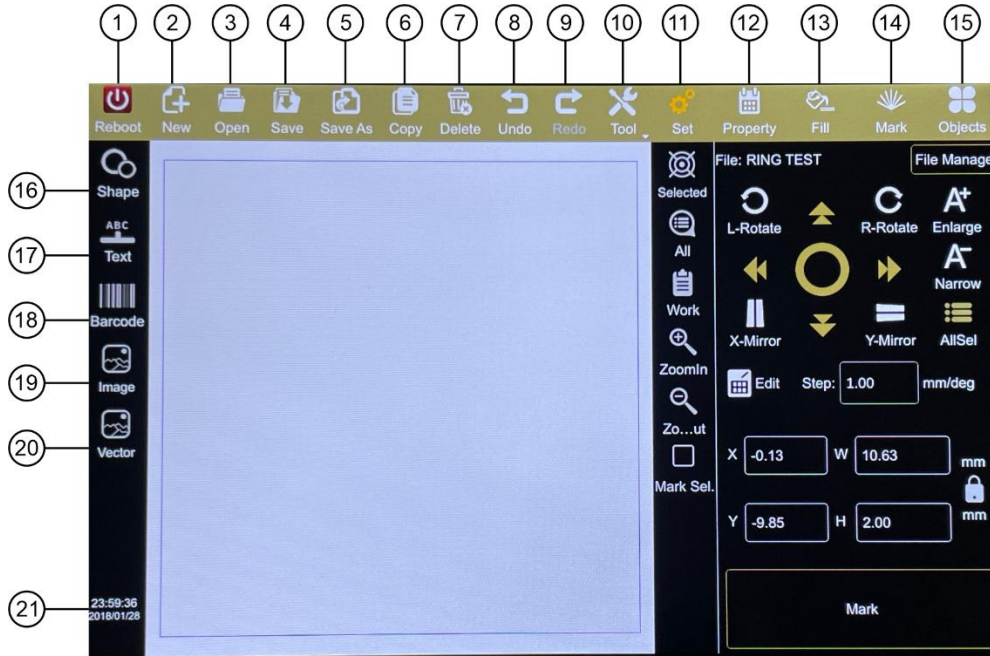 1 2 3 4 5 6 7 8 9 10 11 12 13 14 15
Reboot New Open Save Save As Copy Delete Undo Redo Tool Set Property Fill Mark Objects
16
Shape
ABC
17
Text
18
Barcode
19
Image
20
Vector
21
23:59:36
2018/01/28
Selected
All
Work
ZoomIn
Zo...ut
Mark Sel.
File: RING TEST File Manage
L-Rotate R-Rotate A+ Enlarge
A- Narrow
X-Mirror Y-Mirror AllSel
Edit Step: 1.00 mm/deg
X -0.13 W 10.63 mm
Y -9.85 H 2.00 mm
Mark